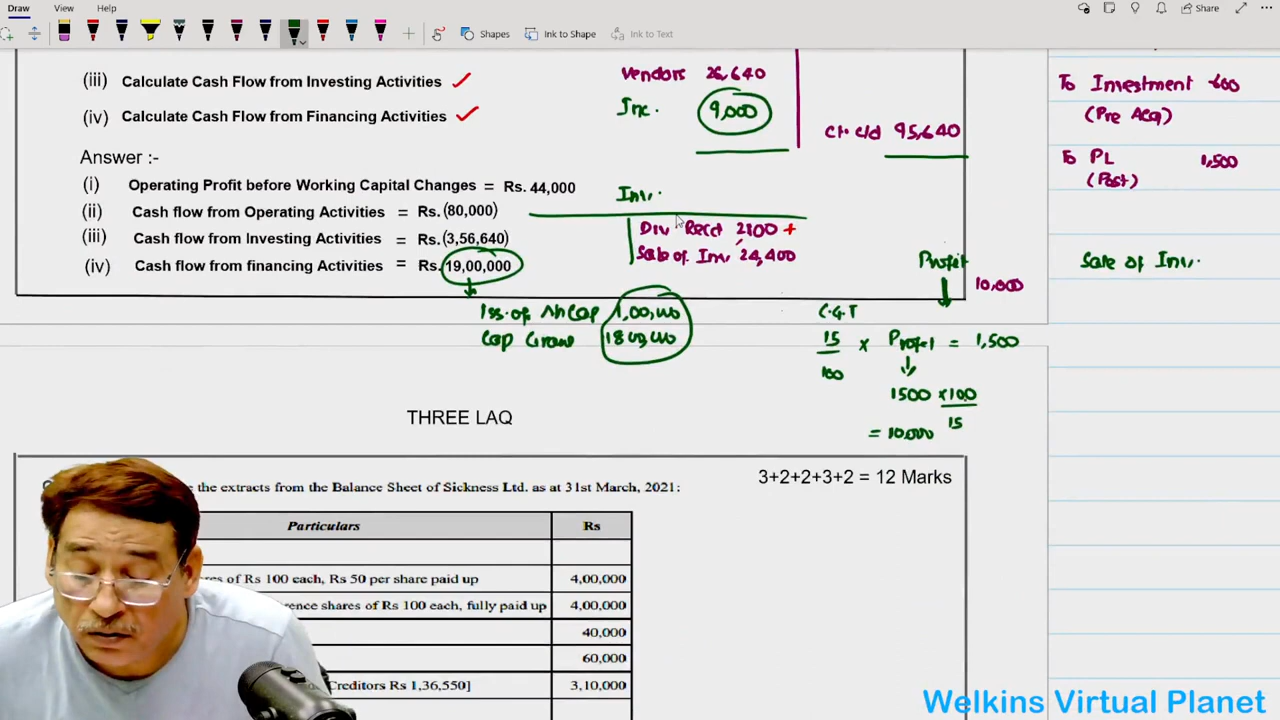 Draw View Help
Share
Shapes Ink to Shape Ink to Text
(iii) Calculate Cash Flow from Investing Activities
(iv) Calculate Cash Flow from Financing Activities
Answer :-
(i) Operating Profit before Working Capital Changes = Rs. 44,000
(ii) Cash flow from Operating Activities = Rs. (80,000)
(iii) Cash flow from Investing Activities = Rs. (3,56,640)
(iv) Cash flow from financing Activities = Rs. 19,00,000
Vendors 26,640
Inc. 9,000
95,640
Inv.
Div Recd 2100 +
Sale of Inv 24,400
To Investment 600
(Pre Acq)
To PL 1,500
(Post)
Sale of Inv.
Profit
10,000
Iss. of Sh Cap 1,00,000
1800,000
C.G.T
15 x Profit = 1,500
100
1500 x 100
15
= 10,000
THREE LAQ
3+2+2+3+2 = 12 Marks
the extracts from the Balance Sheet of Sickness Ltd. as at 31st March, 2021:
Particulars Rs
of Rs 100 each, Rs 50 per share paid up 4,00,000
shares of Rs 100 each, fully paid up 4,00,000
40,000
60,000
Creditors Rs 1,36,550] 3,10,000
Welkins Virtual Planet